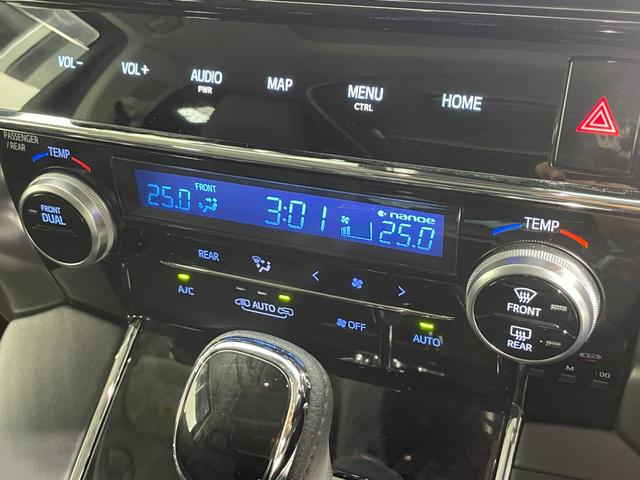 VOL− VOL+ AUDIO MAP MENU HOME
PWR CTRL
PASSENGER
/REAR
TEMP
FRONT
DUAL
25.0 FRONT 3:01 nanoe 25.0
TEMP
REAR
A/C AUTO OFF AUTO
FRONT
REAR
M :00